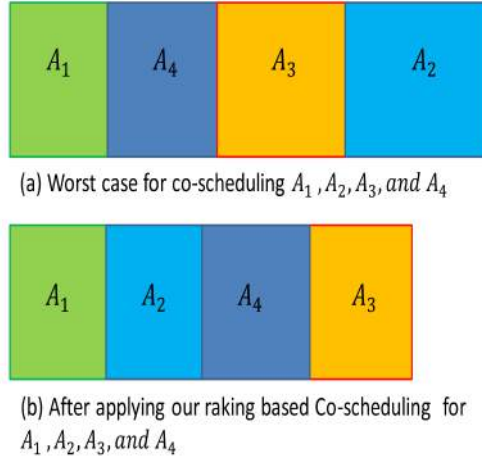 A₁ A₄ A₃ A₂
(a) Worst case for co-scheduling A₁ , A₂, A₃, and A₄
A₁ A₂ A₄ A₃
(b) After applying our raking based Co-scheduling for
A₁ , A₂, A₃, and A₄